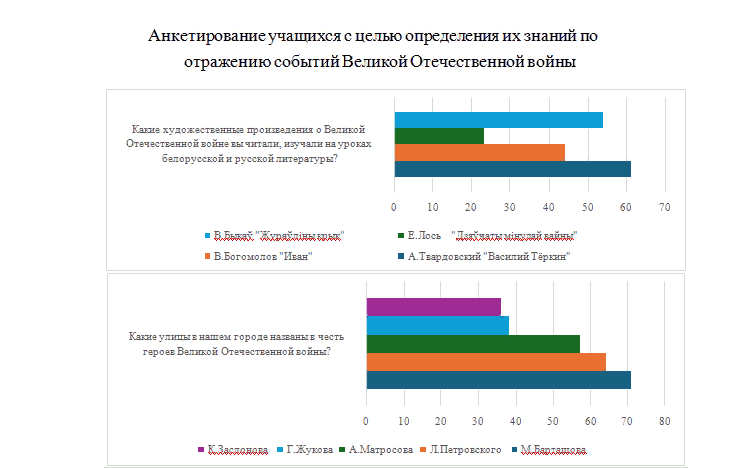 Анкетирование учащихся с целью определения их знаний по
отражению событий Великой Отечественной войны
Какие художественные произведения о Великой
Отечественной войне вы читали, изучали на уроках
белорусской и русской литературы?
0 10 20 30 40 50 60 70
В.Быкаў "Жураўліны крык" Е.Лось "Дзяўчаты мінулай вайны"
В.Богомолов "Иван" А.Твардовский "Василий Тёркин"
Какие улицы в нашем городе названы в честь
героев Великой Отечественной войны?
0 10 20 30 40 50 60 70 80
К.Заслонова Г.Жукова А.Матросова Л.Петровского М.Барташова